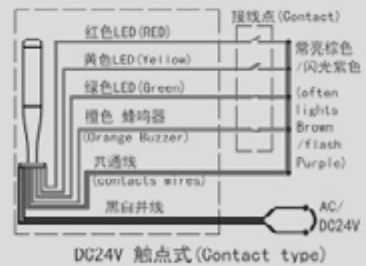 红色LED(RED)
接线点(Contact)
黄色LED(Yellow)
常亮棕色
/闪光紫色
绿色LED(Green)
(often
lights
Brown
/flash
Purple)
橙色 蜂鸣器
(Orange Buzzer)
共通线
(contacts wires)
黑白并线
AC/
DC24V
DC24V 触点式(Contact type)